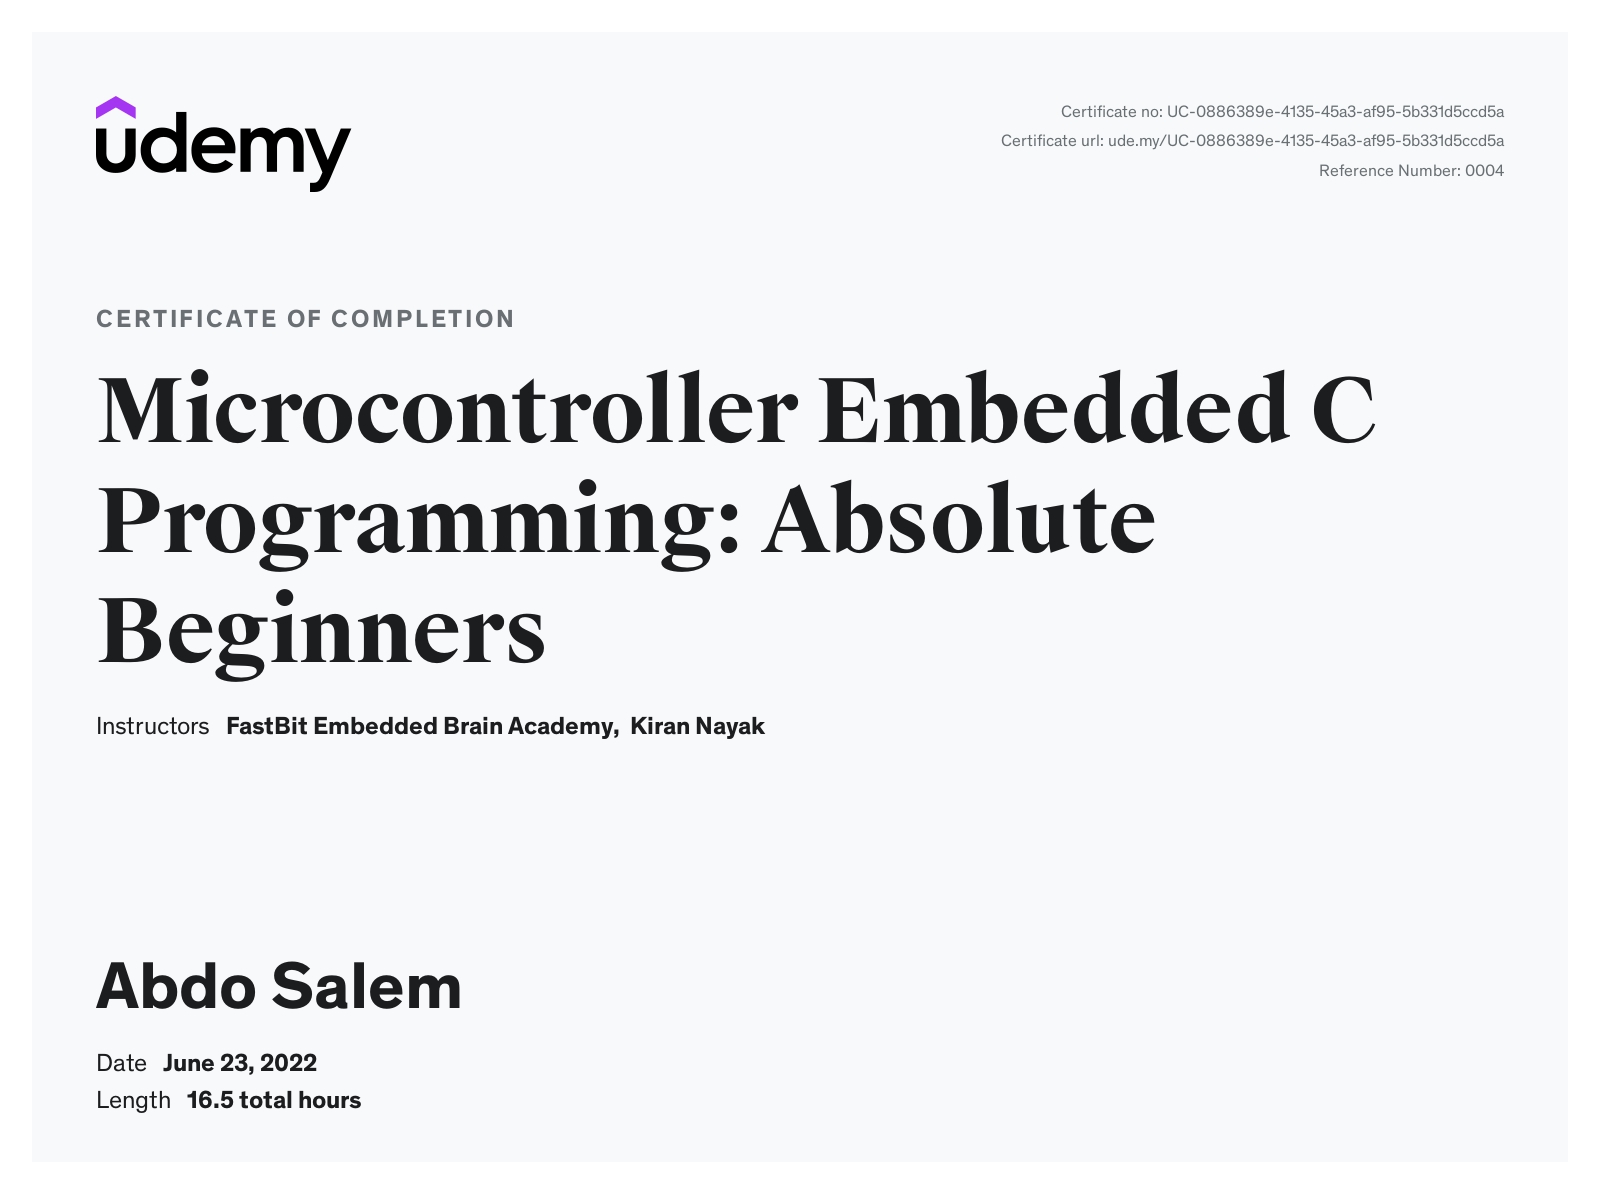 udemy
Certificate no: UC-0886389e-4135-45a3-af95-5b331d5ccd5a
Certificate url: ude.my/UC-0886389e-4135-45a3-af95-5b331d5ccd5a
Reference Number: 0004
CERTIFICATE OF COMPLETION
Microcontroller Embedded C
Programming: Absolute
Beginners
Instructors FastBit Embedded Brain Academy, Kiran Nayak
Abdo Salem
Date June 23, 2022
Length 16.5 total hours